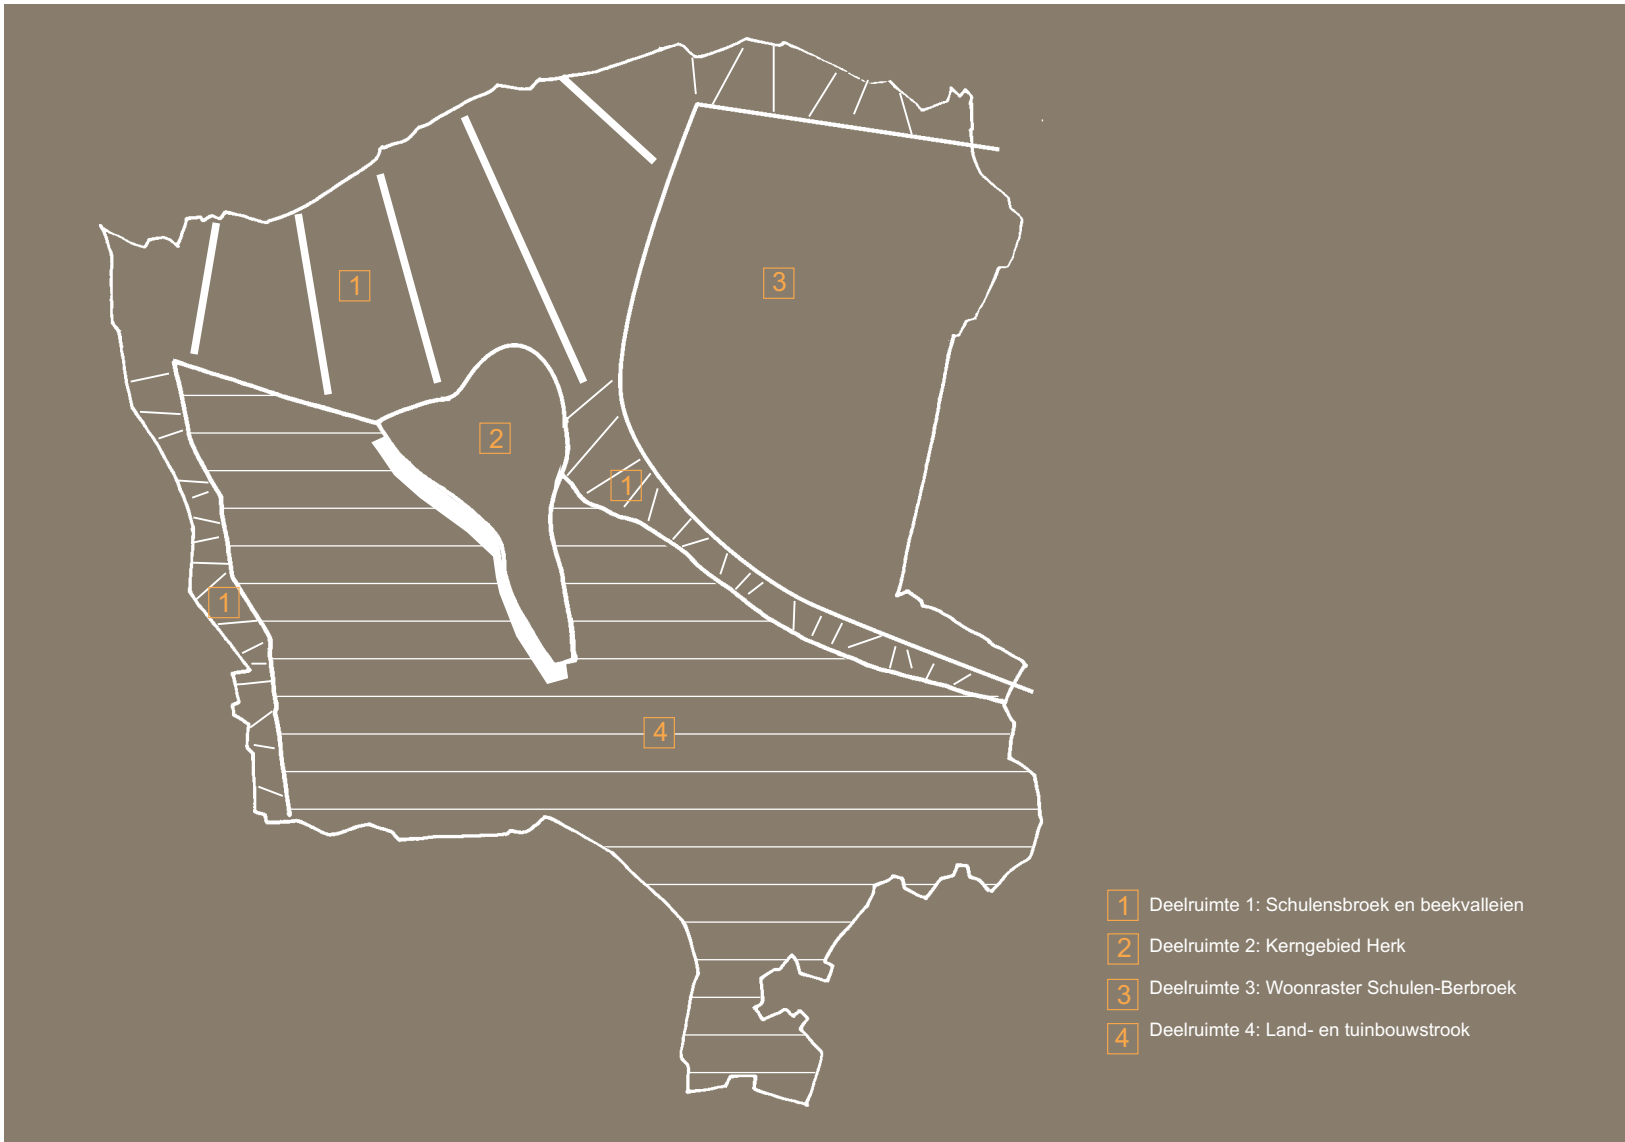 1
3
2
1
1
4
1 Deelruimte 1: Schulensbroek en beekvalleien
2 Deelruimte 2: Kerngebied Herk
3 Deelruimte 3: Woonraster Schulen-Berbroek
4 Deelruimte 4: Land- en tuinbouwstrook